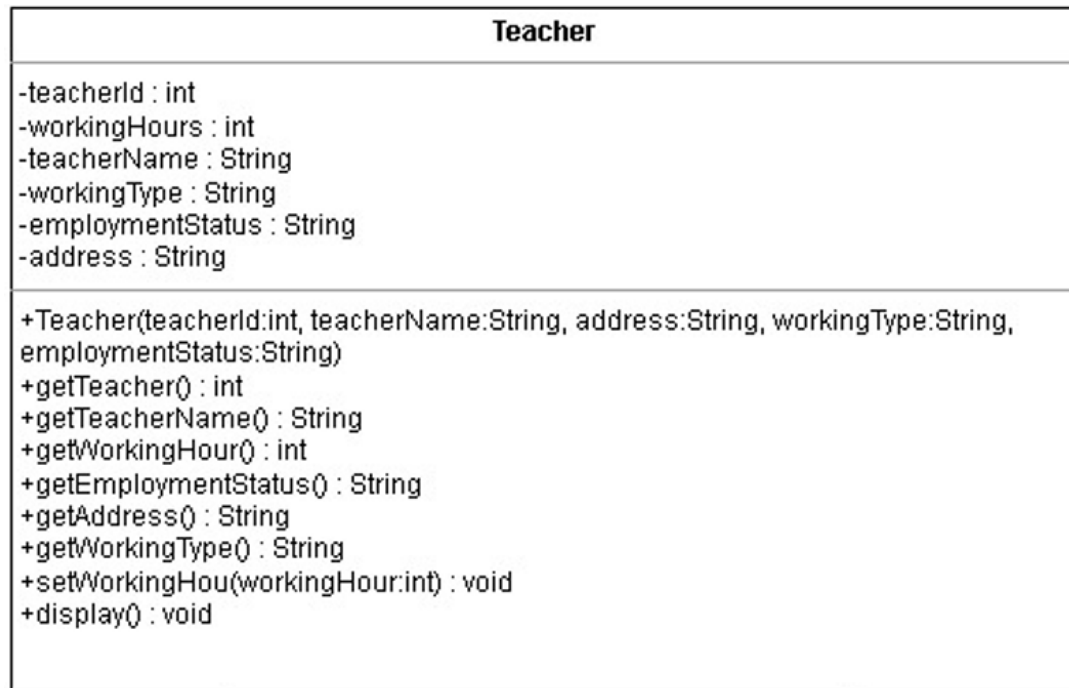 Teacher
-teacherId : int
-workingHours : int
-teacherName : String
-workingType : String
-employmentStatus : String
-address : String
+Teacher(teacherId:int, teacherName:String, address:String, workingType:String,
employmentStatus:String)
+getTeacher() : int
+getTeacherName() : String
+getWorkingHour() : int
+getEmploymentStatus() : String
+getAddress() : String
+getWorkingType() : String
+setWorkingHou(workingHour:int) : void
+display() : void